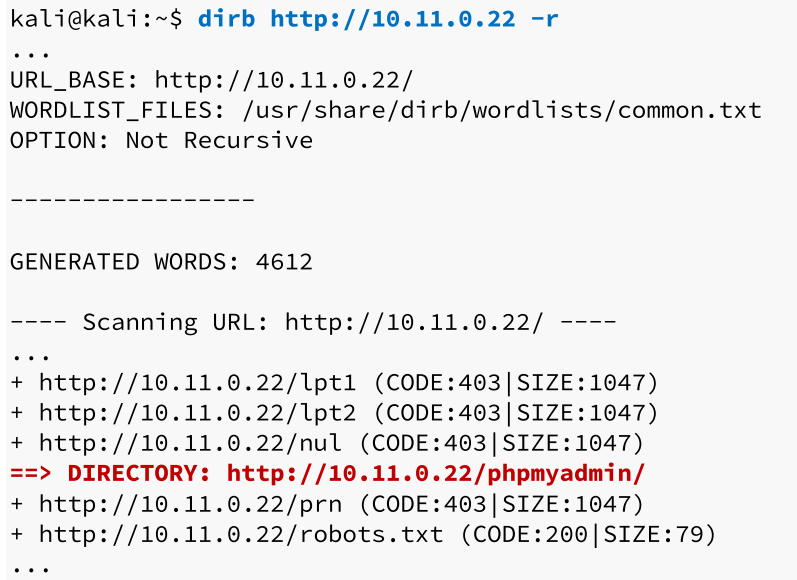 kali@kali:~$ dirb http://10.11.0.22 -r
...
URL_BASE: http://10.11.0.22/
WORDLIST_FILES: /usr/share/dirb/wordlists/common.txt
OPTION: Not Recursive
-----------------
GENERATED WORDS: 4612
---- Scanning URL: http://10.11.0.22/ ----
...
+ http://10.11.0.22/lpt1 (CODE:403|SIZE:1047)
+ http://10.11.0.22/lpt2 (CODE:403|SIZE:1047)
+ http://10.11.0.22/nul (CODE:403|SIZE:1047)
==> DIRECTORY: http://10.11.0.22/phpmyadmin/
+ http://10.11.0.22/prn (CODE:403|SIZE:1047)
+ http://10.11.0.22/robots.txt (CODE:200|SIZE:79)
...